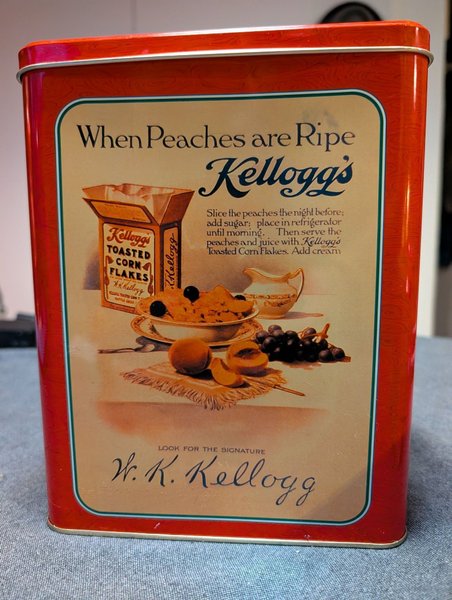 When Peaches are Ripe
Kellogg's
Slice the peaches the night before;
add sugar; place in refrigerator
until morning. Then serve the
peaches and juice with Kellogg's
Toasted Corn Flakes. Add cream
Kellogg's
TOASTED
CORN
FLAKES
W.K. Kellogg
Kellogg's
LOOK FOR THE SIGNATURE
W. K. Kellogg